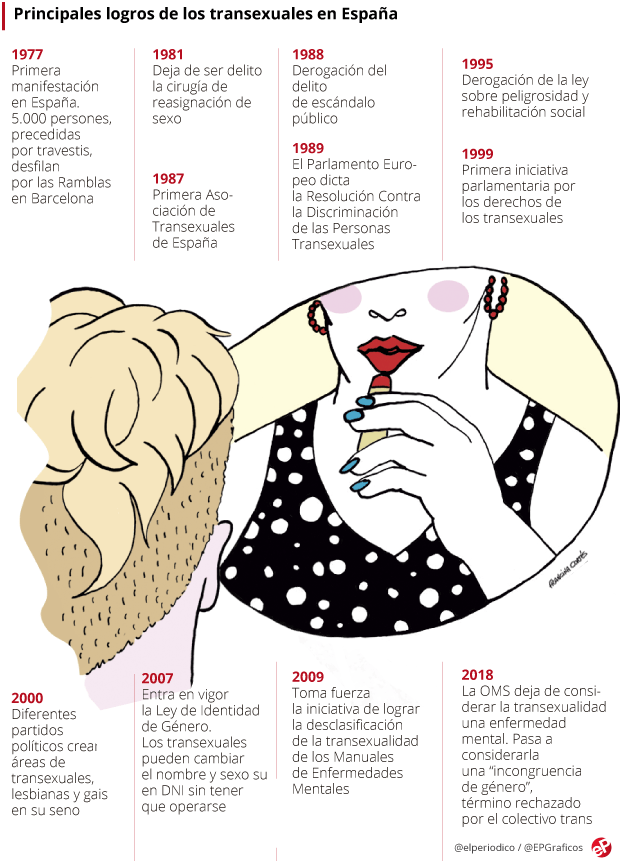 Principales logros de los transexuales en España
1977
Primera
manifestación
en España.
5.000 personas,
precedidas
por travestis,
desfilan
por las Ramblas
en Barcelona
1981
Deja de ser delito
la cirugía de
reasignación de
sexo
1987
Primera Aso-
ciación de
Transexuales
de España
1988
Derogación del
delito
de escándalo
público
1989
El Parlamento Euro-
peo dicta
la Resolución Contra
la Discriminación
de las Personas
Transexuales
1995
Derogación de la ley
sobre peligrosidad y
rehabilitación social
1999
Primera iniciativa
parlamentaria por
los derechos de
los transexuales
FRANCINA CORTÉS
2000
Diferentes
partidos
políticos crean
áreas de
transexuales,
lesbianas y gais
en su seno
2007
Entra en vigor
la Ley de Identidad
de Género.
Los transexuales
pueden cambiar
el nombre y sexo su
en DNI sin tener
que operarse
2009
Toma fuerza
la iniciativa de lograr
la desclasificación
de la transexualidad
de los Manuales
de Enfermedades
Mentales
2018
La OMS deja de consi-
derar la transexualidad
una enfermedad
mental. Pasa a
considerarla
una “incongruencia
de género”,
término rechazado
por el colectivo trans
@elperiodico / @EPGraficos
eP